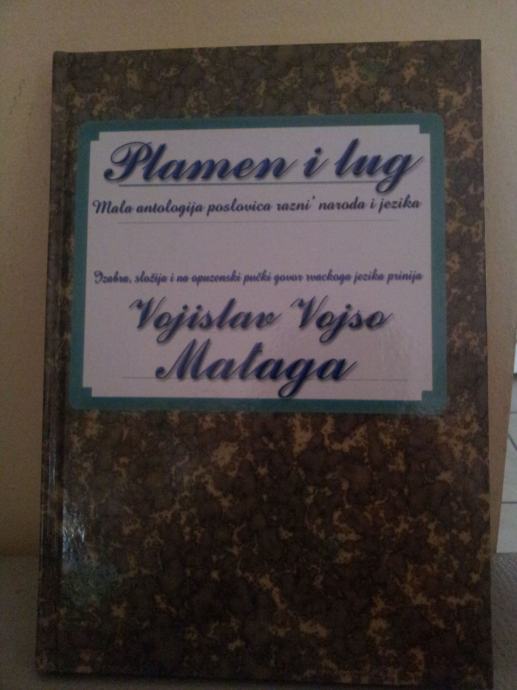 Plamen i lug
Mala antologija poslovica razni' naroda i jezika
Izabra, složija i na opuzenski pučki govor rvackoga jezika prinija
Vojislav Vojso
Mataga